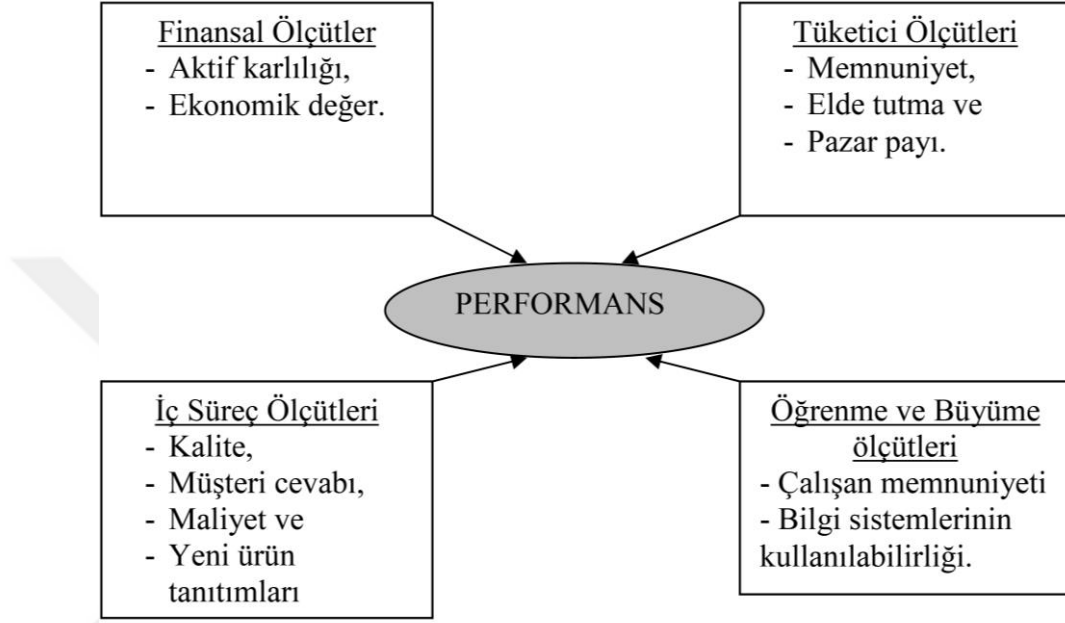 Finansal Ölçütler
- Aktif karlılığı,
- Ekonomik değer.
Tüketici Ölçütleri
- Memnuniyet,
- Elde tutma ve
- Pazar payı.
PERFORMANS
İç Süreç Ölçütleri
- Kalite,
- Müşteri cevabı,
- Maliyet ve
- Yeni ürün
tanıtımları
Öğrenme ve Büyüme
ölçütleri
- Çalışan memnuniyeti
- Bilgi sistemlerinin
kullanılabilirliği.